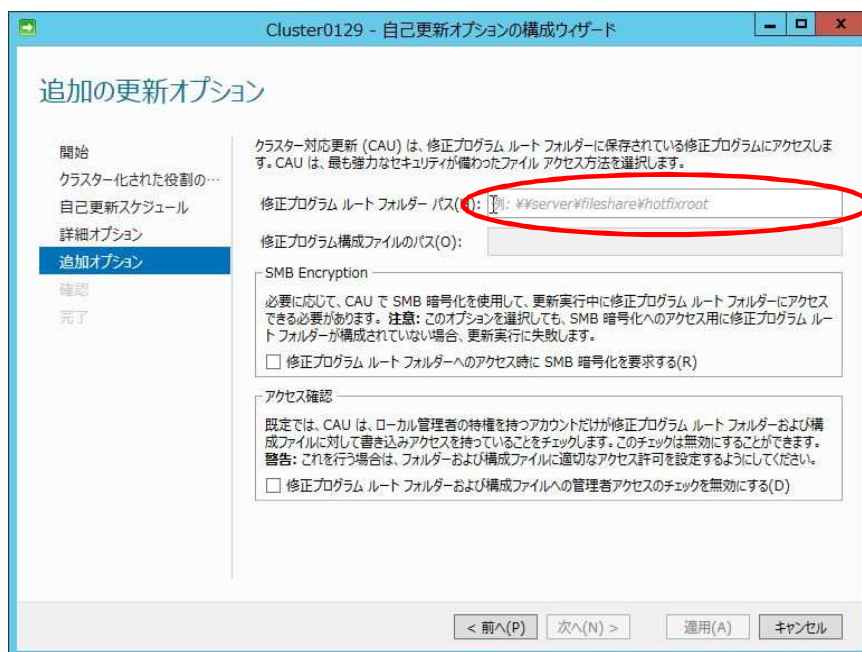 Cluster0129 - 自己更新オプションの構成ウィザード
追加の更新オプション
開始
クラスター化された役割の…
自己更新スケジュール
詳細オプション
追加オプション
確認
完了
クラスター対応更新 (CAU) は、修正プログラム ルート フォルダーに保存されている修正プログラムにアクセスしま
す。CAU は、最も強力なセキュリティが備わったファイル アクセス方法を選択します。
修正プログラム ルート フォルダー パス( ): 例: ¥¥server¥fileshare¥hotfixroot
修正プログラム構成ファイルのパス(O):
SMB Encryption
必要に応じて、CAU で SMB 暗号化を使用して、更新実行中に修正プログラム ルート フォルダーにアクセス
できる必要があります。注意: このオプションを選択しても、SMB 暗号化へのアクセス用に修正プログラム ルー
ト フォルダーが構成されていない場合、更新実行に失敗します。
修正プログラム ルート フォルダーへのアクセス時に SMB 暗号化を要求する(R)
アクセス確認
既定では、CAU は、ローカル管理者の特権を持つアカウントだけが修正プログラム ルート フォルダーおよび構
成ファイルに対して書き込みアクセスを持っていることをチェックします。このチェックは無効にすることができます。
警告: これを行う場合は、フォルダーおよび構成ファイルに適切なアクセス許可を設定するようにしてください。
修正プログラム ルート フォルダーおよび構成ファイルへの管理者アクセスのチェックを無効にする(D)
< 前へ(P)
次へ(N) >
適用(A)
キャンセル